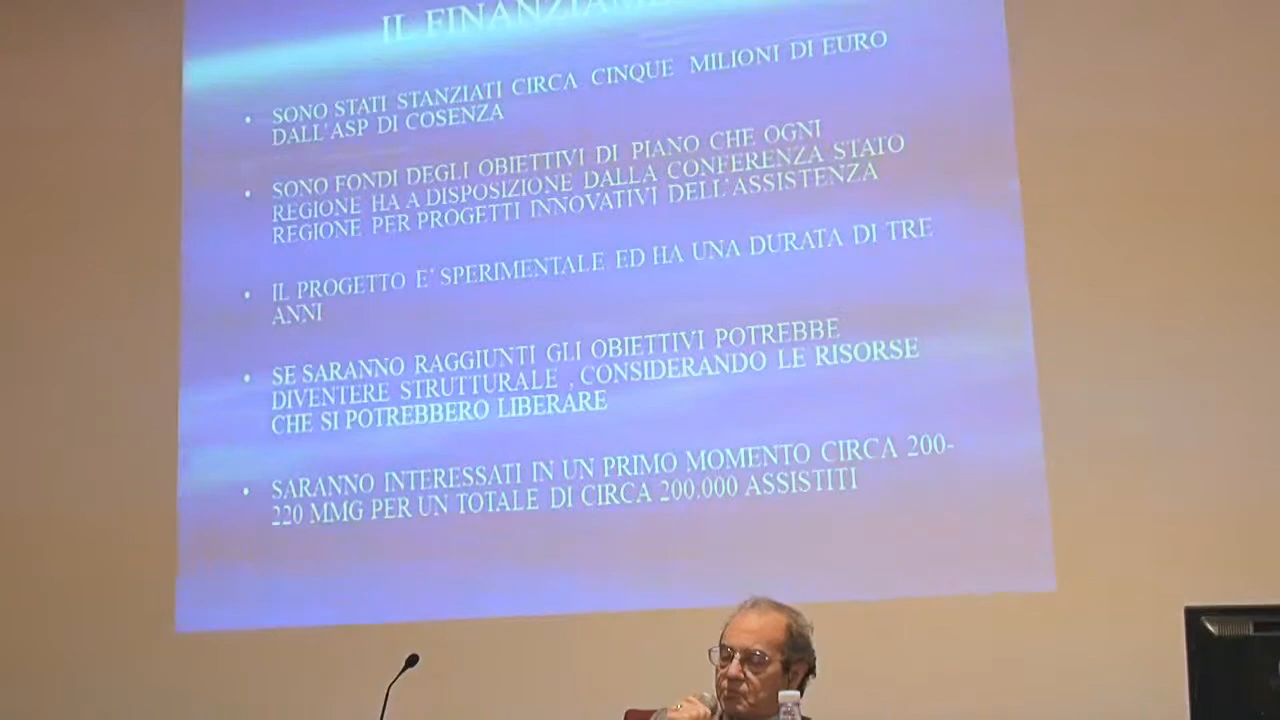 IL
• SONO STATI STANZIATI CIRCA CINQUE MILIONI DI EURO
DALL'ASP DI COSENZA
• SONO FONDI DEGLI OBIETTIVI DI PIANO CHE OGNI
REGIONE HA A DISPOSIZIONE DALLA CONFERENZA STATO
REGIONE PER PROGETTI INNOVATIVI DELL'ASSISTENZA
• IL PROGETTO E' SPERIMENTALE ED HA UNA DURATA DI TRE
ANNI
• SE SARANNO RAGGIUNTI GLI OBIETTIVI POTREBBE
DIVENTERE STRUTTURALE , CONSIDERANDO LE RISORSE
CHE SI POTREBBERO LIBERARE
• SARANNO INTERESSATI IN UN PRIMO MOMENTO CIRCA 200-
220 MMG PER UN TOTALE DI CIRCA 200.000 ASSISTITI